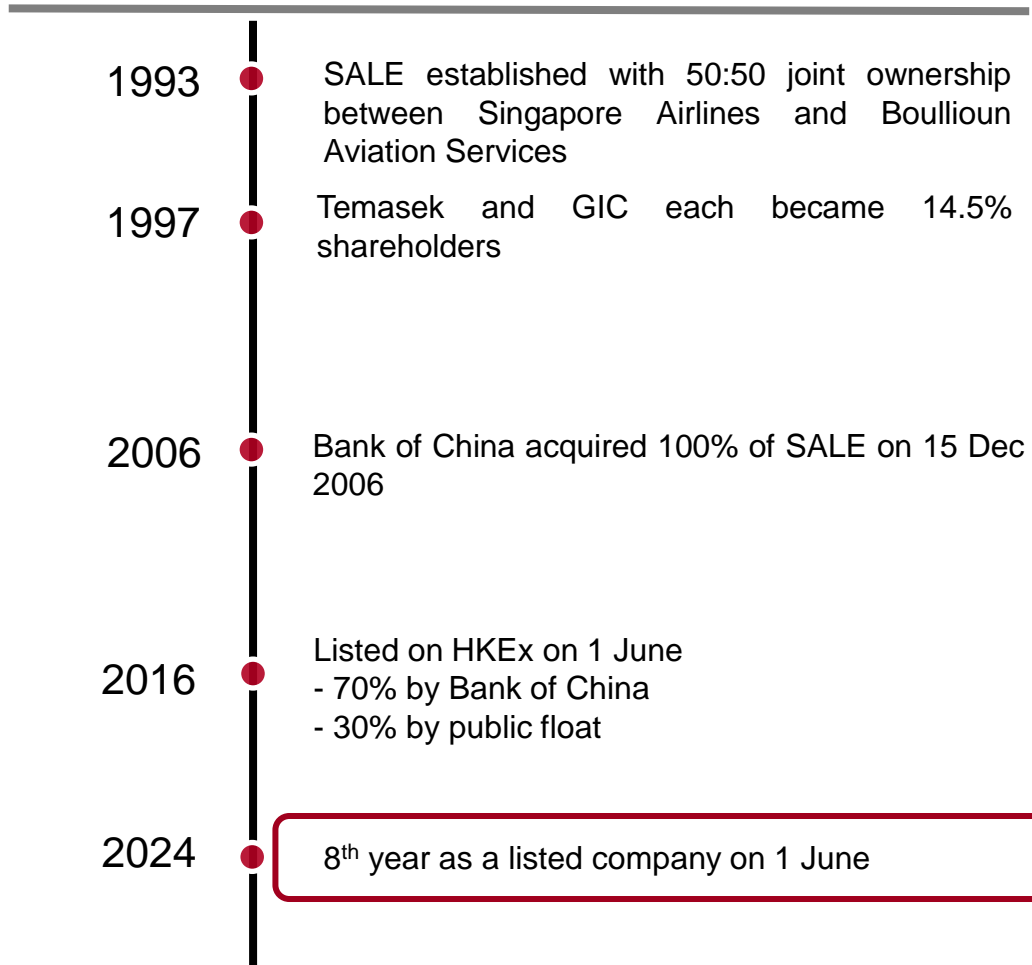 1993
SALE established with 50:50 joint ownership
between Singapore Airlines and Boullioun
Aviation Services
1997
Temasek and GIC each became 14.5%
shareholders
2006
Bank of China acquired 100% of SALE on 15 Dec
2006
2016
Listed on HKEx on 1 June
- 70% by Bank of China
- 30% by public float
2024
8th year as a listed company on 1 June